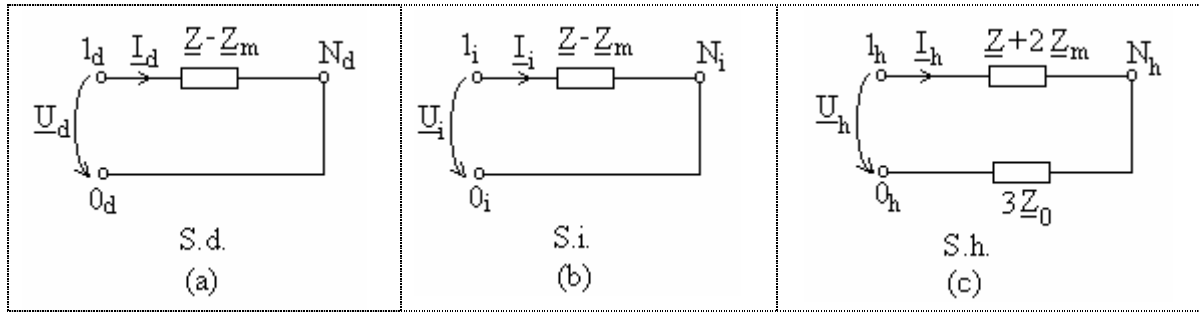 1d Id Z-Zm Nd
Ud
0d
S.d.
(a)
1i Ii Z-Zm Ni
Ui
0i
S.i.
(b)
1h Ih Z+2 Zm Nh
Uh
0h
3Z0
S.h.
(c)